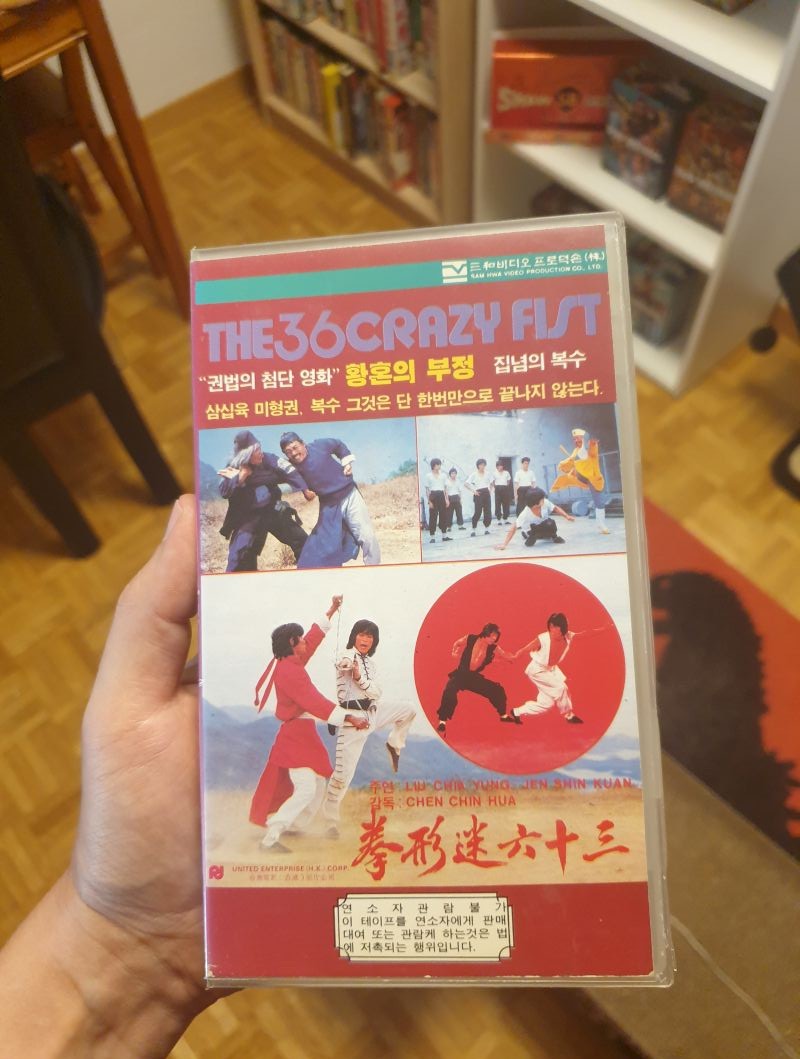 三和비디오 프로덕숀(株)
SAM HWA VIDEO PRODUCTION CO., LTD.
THE 36 CRAZY FIST
"권법의 첨단 영화" 황혼의 부정 집념의 복수
삼십육 미형권, 복수 그것은 단 한번만으로 끝나지 않는다.
주연: LIU CHIA YUNG, JEN SHIN KUAN
감독: CHEN CHIN HUA
拳形迷六十三
UNITED ENTERPRISE (H.K.) CORP.
연소자관람불가
이 테이프를 연소자에게 판매
대여 또는 관람케 하는것은 법
에 저촉되는 행위입니다.